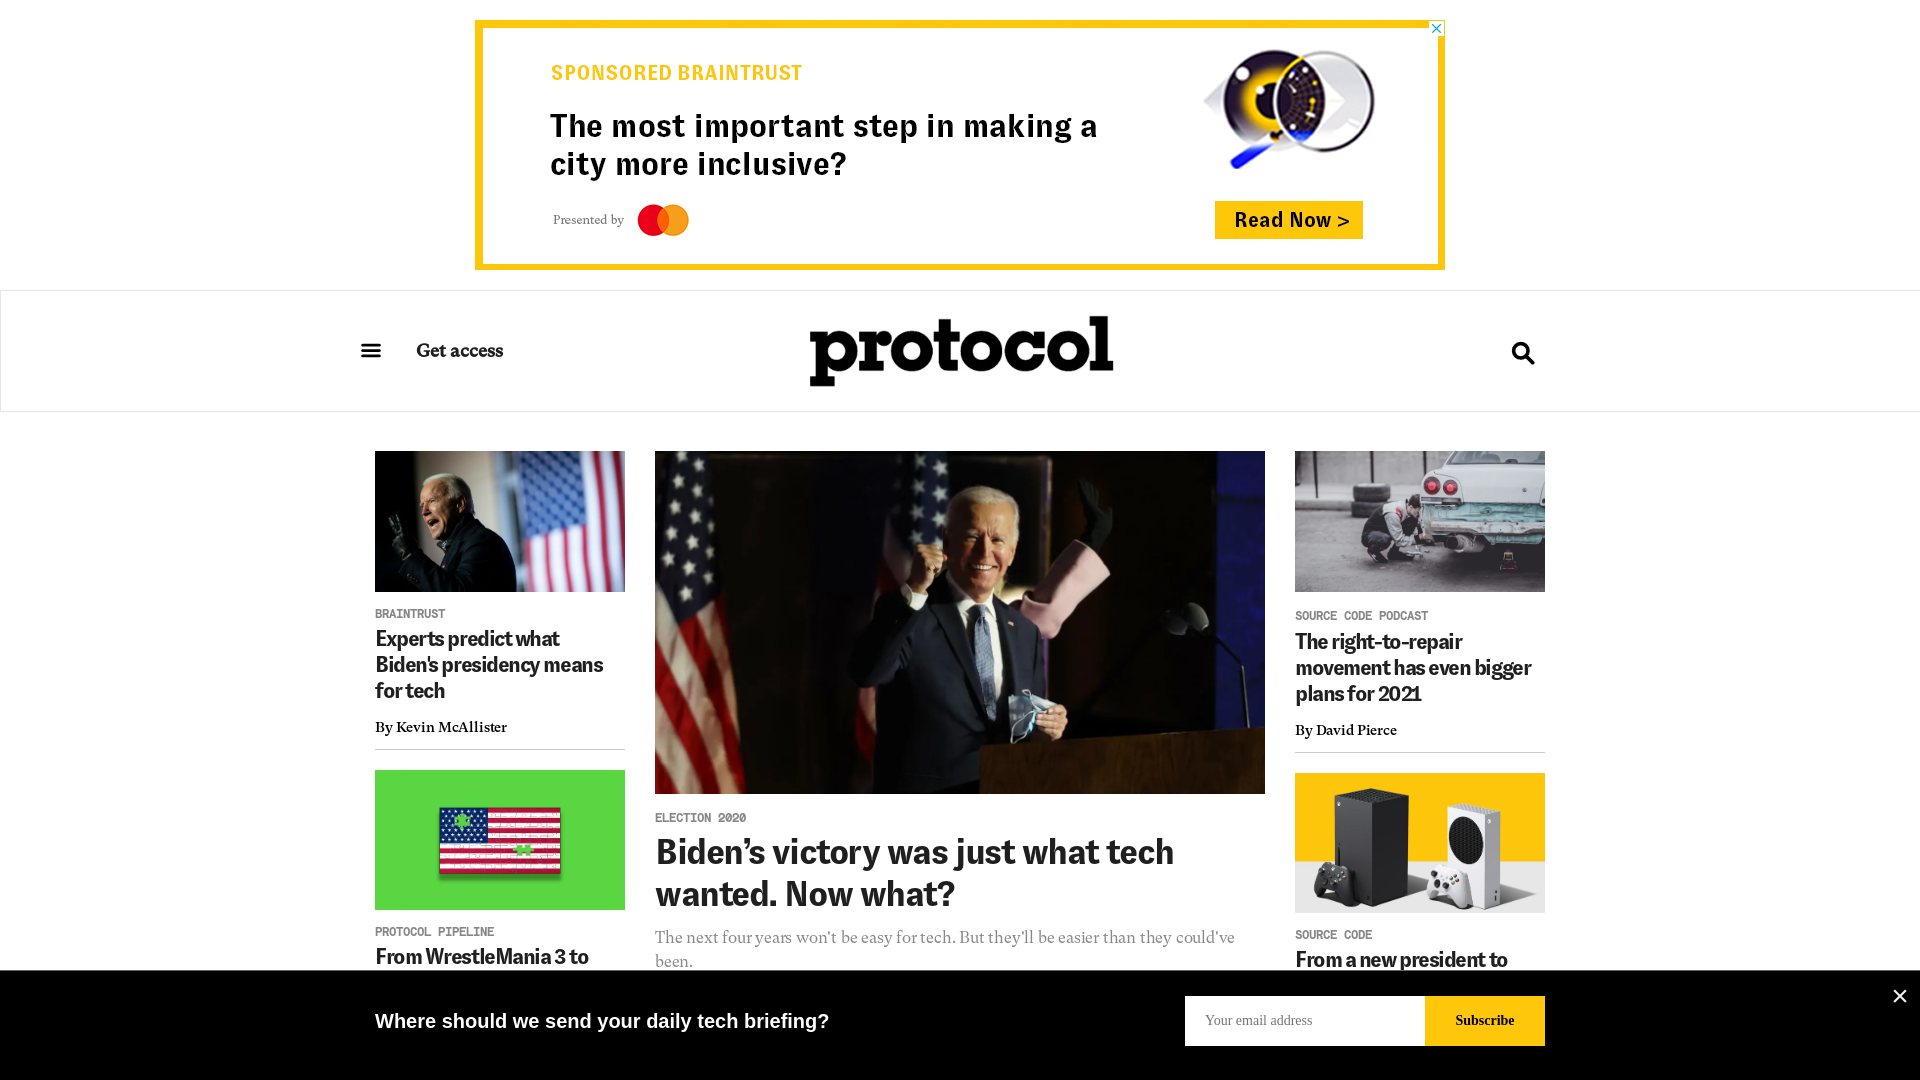 SPONSORED BRAINTRUST
The most important step in making a
city more inclusive?
Presented by
Read Now >
Get access
protocol
BRAINTRUST
Experts predict what
Biden's presidency means
for tech
By Kevin McAllister
PROTOCOL PIPELINE
From WrestleMania 3 to
ELECTION 2020
Biden’s victory was just what tech
wanted. Now what?
The next four years won't be easy for tech. But they'll be easier than they could've
been.
SOURCE CODE PODCAST
The right-to-repair
movement has even bigger
plans for 2021
By David Pierce
SOURCE CODE
From a new president to
Where should we send your daily tech briefing?
Your email address
Subscribe